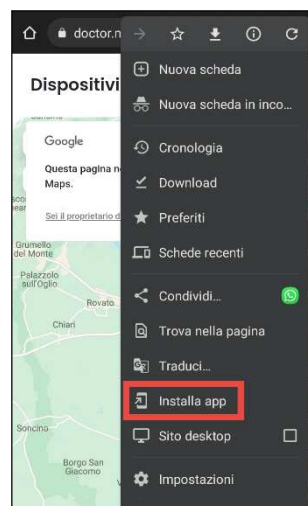 doctor.n
Dispositivi
Google
Questa pagina n
Maps.
Sei il proprietario d
Grumello
del Monte
Palazzolo
sull'Oglio
Rovato
Chiari
Soncino
Borgo San
Giacomo
Nuova scheda
Nuova scheda in inco...
Cronologia
Download
Preferiti
Schede recenti
Condividi...
Trova nella pagina
Traduci...
Installa app
Sito desktop
Impostazioni